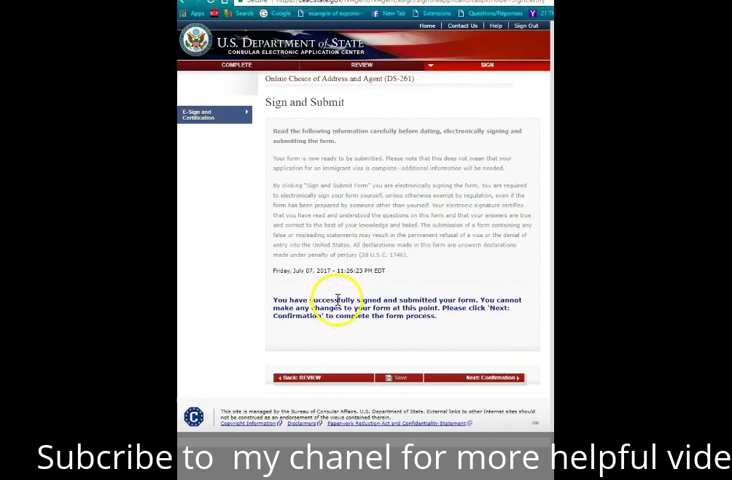 Apps Search Google New Tab Extensions Questions/Réponses
Home | Contact Us | Help | Sign Out
U.S. DEPARTMENT of STATE
CONSULAR ELECTRONIC APPLICATION CENTER
COMPLETE REVIEW SIGN
Online Choice of Address and Agent (DS-261)
E-Sign and
Certification
Sign and Submit
Read the following information carefully before dating, electronically signing and
submitting the form.
Your form is now ready to be submitted. Please note that this does not mean that your
application for an immigrant visa is complete--additional information will be needed.
By clicking "Sign and Submit Form" you are electronically signing the form. You are required
to electronically sign your form yourself, unless otherwise exempt by regulation, even if the
form has been prepared by someone other than yourself. Your electronic signature certifies
that you have read and understood the questions on this form and that your answers are true
and correct to the best of your knowledge and belief. The submission of a form containing any
false or misleading statements may result in the permanent refusal of a visa or the denial of
entry into the United States. All declarations made in this form are unsworn declarations
made under penalty of perjury (28 U.S.C. 1746).
Friday, July 07, 2017 - 11:26:23 PM EDT
You have successfully signed and submitted your form. You cannot
make any changes to your form at this point. Please click 'Next:
Confirmation' to complete the form process.
Back: REVIEW Save Next: Confirmation
This site is managed by the Bureau of Consular Affairs, U.S. Department of State. External links to other Internet sites should
not be construed as an endorsement of the views contained therein.
Copyright Information Disclaimers Paperwork Reduction Act and Confidentiality Statement
Subcribe to my chanel for more helpful vide